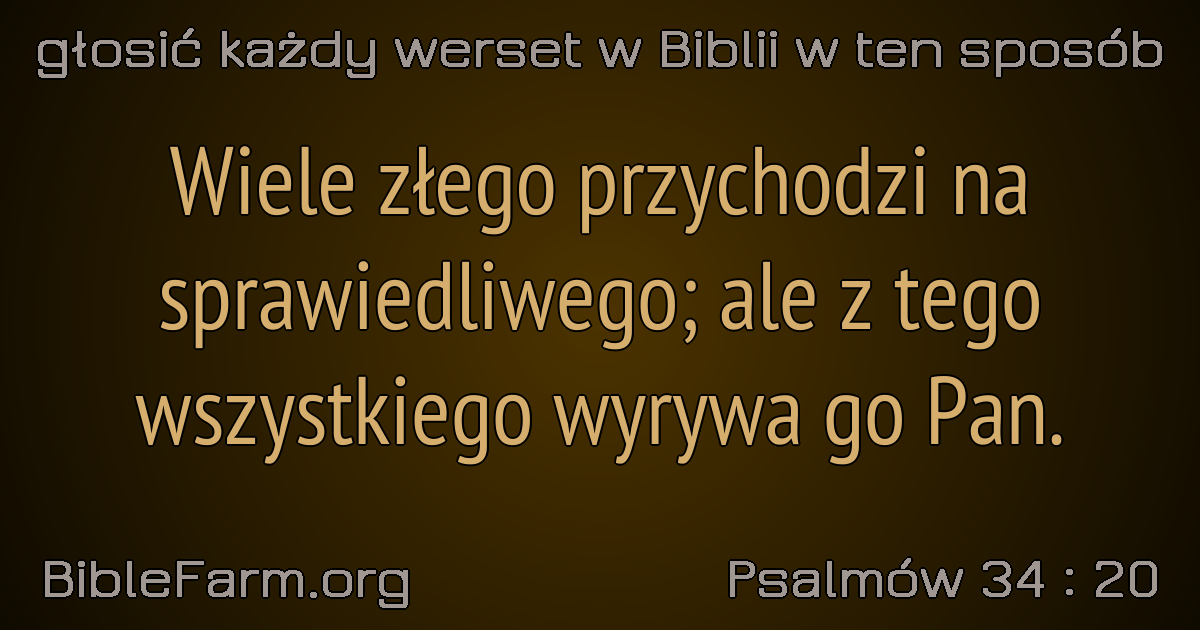 głosić każdy werset w Biblii w ten sposób
Wiele złego przychodzi na
sprawiedliwego; ale z tego
wszystkiego wyrywa go Pan.
BibleFarm.org
Psalmów 34 : 20